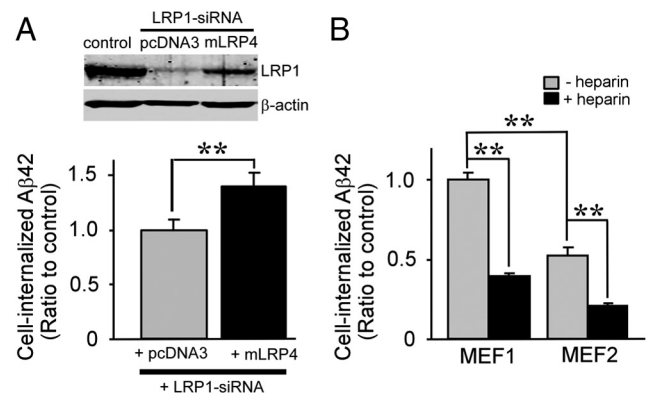 A
LRP1-siRNA
control pcDNA3 mLRP4
LRP1
β-actin
Cell-internalized Aβ42
(Ratio to control)
1.5
1.0
0.5
0
**
+ pcDNA3 + mLRP4
+ LRP1-siRNA
B
- heparin
+ heparin
Cell-internalized Aβ42
(Ratio to control)
1.0
0.5
0
**
**
**
MEF1 MEF2